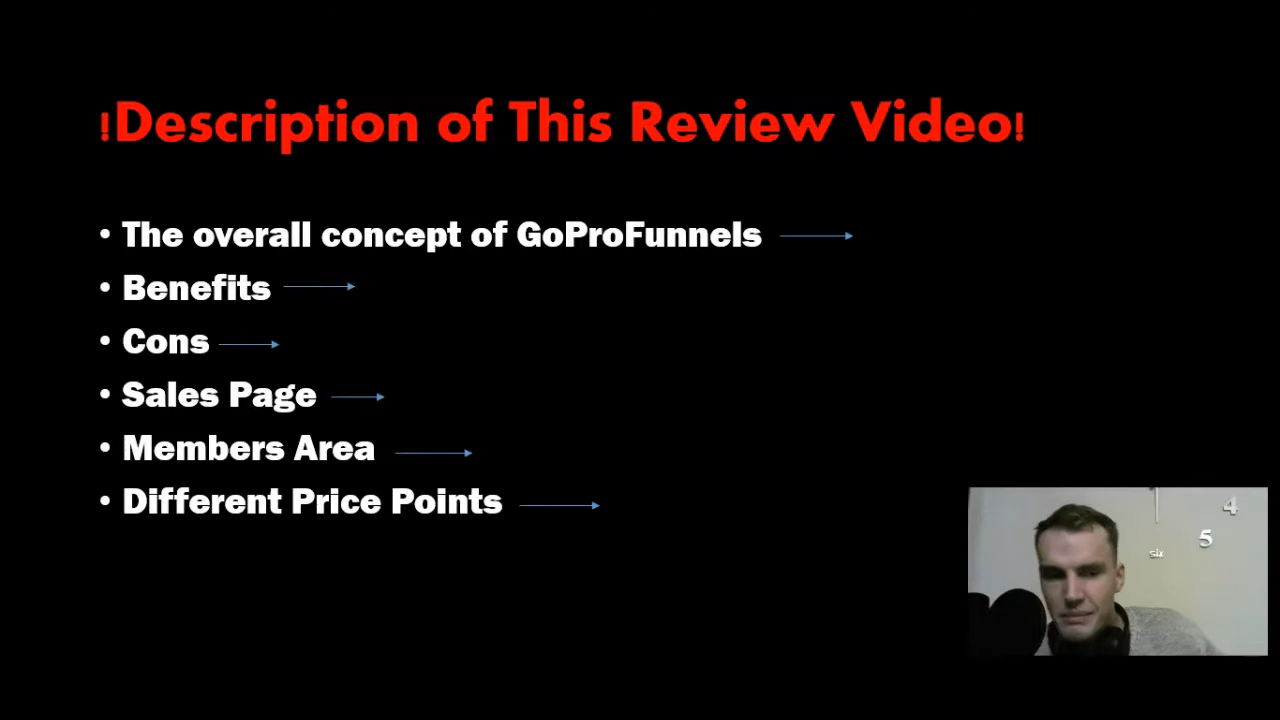 !Description of This Review Video!
• The overall concept of GoProFunnels
• Benefits
• Cons
• Sales Page
• Members Area
• Different Price Points
4
5
six